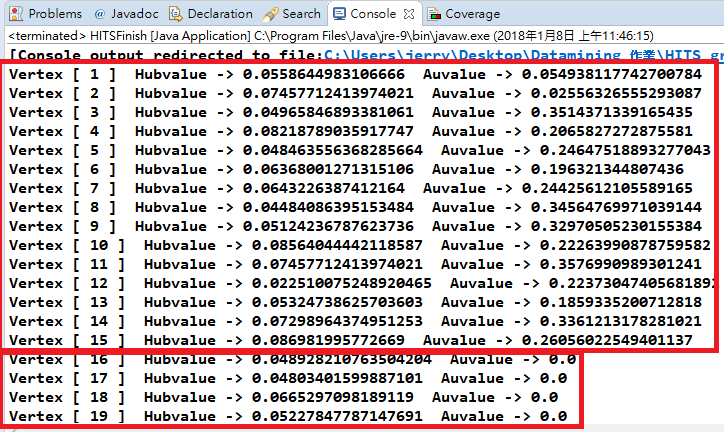 Problems @ Javadoc Declaration Search Console Coverage
<terminated> HITSFinish [Java Application] C:\Program Files\Java\jre-9\bin\javaw.exe (2018年1月8日 上午11:46:15)
[Console output redirected to file:C:\Users\jerry\Desktop\Datamining 作業\HITS_gr
Vertex [ 1 ] Hubvalue -> 0.0558644983106666 Auvalue -> 0.054938117742700784
Vertex [ 2 ] Hubvalue -> 0.07457712413974021 Auvalue -> 0.02556326555293087
Vertex [ 3 ] Hubvalue -> 0.04965846893381061 Auvalue -> 0.3514371339165435
Vertex [ 4 ] Hubvalue -> 0.08218789035917747 Auvalue -> 0.2065827272875581
Vertex [ 5 ] Hubvalue -> 0.0484635563368285664 Auvalue -> 0.24647518893277043
Vertex [ 6 ] Hubvalue -> 0.06368001271315106 Auvalue -> 0.196321344807436
Vertex [ 7 ] Hubvalue -> 0.0643226387412164 Auvalue -> 0.24425612105589165
Vertex [ 8 ] Hubvalue -> 0.04484086395153484 Auvalue -> 0.34564769971039144
Vertex [ 9 ] Hubvalue -> 0.051242367876237​36 Auvalue -> 0.32970505230155384
Vertex [ 10 ] Hubvalue -> 0.08564044442118587 Auvalue -> 0.22263990878759582
Vertex [ 11 ] Hubvalue -> 0.07457712413974021 Auvalue -> 0.3576990989301241
Vertex [ 12 ] Hubvalue -> 0.022510075248920465 Auvalue -> 0.2237304740568189
Vertex [ 13 ] Hubvalue -> 0.05324738625703603 Auvalue -> 0.1859335200712818
Vertex [ 14 ] Hubvalue -> 0.07298964374951253 Auvalue -> 0.3361213178281021
Vertex [ 15 ] Hubvalue -> 0.086981995772669 Auvalue -> 0.26056022549401137
Vertex [ 16 ] Hubvalue -> 0.048928210763504204 Auvalue -> 0.0
Vertex [ 17 ] Hubvalue -> 0.04803401599887101 Auvalue -> 0.0
Vertex [ 18 ] Hubvalue -> 0.0665297098189119 Auvalue -> 0.0
Vertex [ 19 ] Hubvalue -> 0.05227847787147691 Auvalue -> 0.0